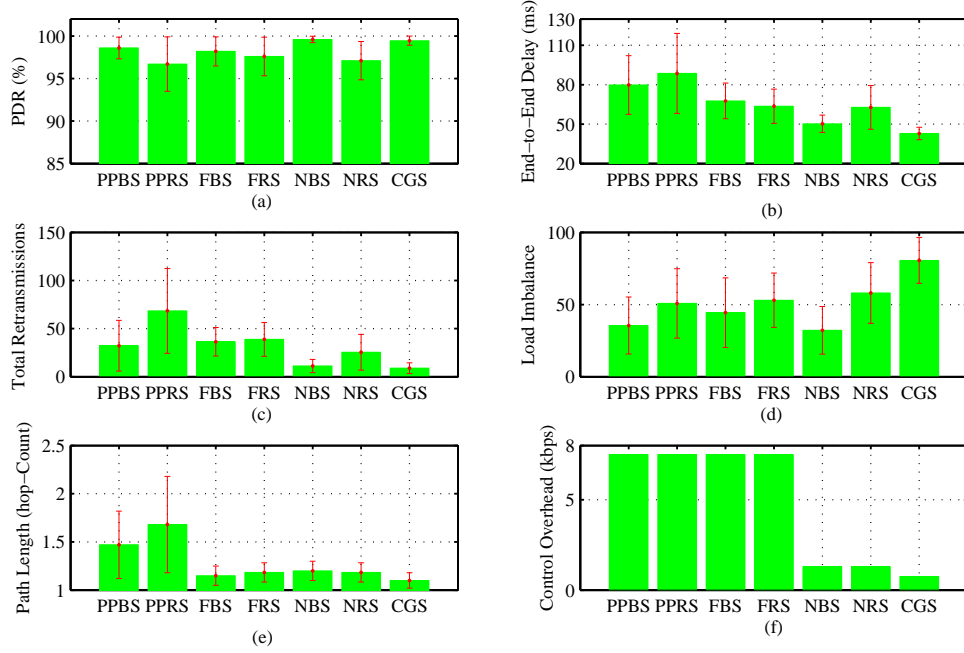 PDR (%)
100
95
90
85
PPBS PPRS FBS FRS NBS NRS CGS
(a)
End−to−End Delay (ms)
130
110
80
50
20
PPBS PPRS FBS FRS NBS NRS CGS
(b)
Total Retransmissions
150
100
50
0
PPBS PPRS FBS FRS NBS NRS CGS
(c)
Load Imbalance
100
50
0
PPBS PPRS FBS FRS NBS NRS CGS
(d)
Path Length (hop−Count)
2.5
2
1.5
1
PPBS PPRS FBS FRS NBS NRS CGS
(e)
Control Overhead (kbps)
8
5
0
PPBS PPRS FBS FRS NBS NRS CGS
(f)